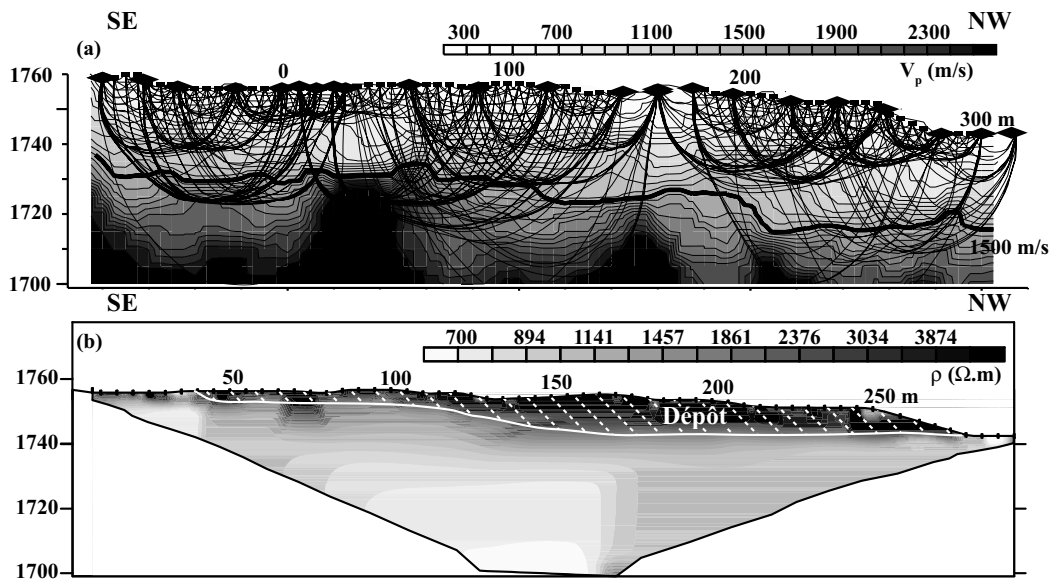 SE NW
(a) 300 700 1100 1500 1900 2300
V_p (m/s)
1760 0 100 200
300 m
1740
1720
1500 m/s
1700
SE NW
(b) 700 894 1141 1457 1861 2376 3034 3874
ρ (Ω.m)
1760 50 100 150 200 250 m
Dépôt
1740
1720
1700